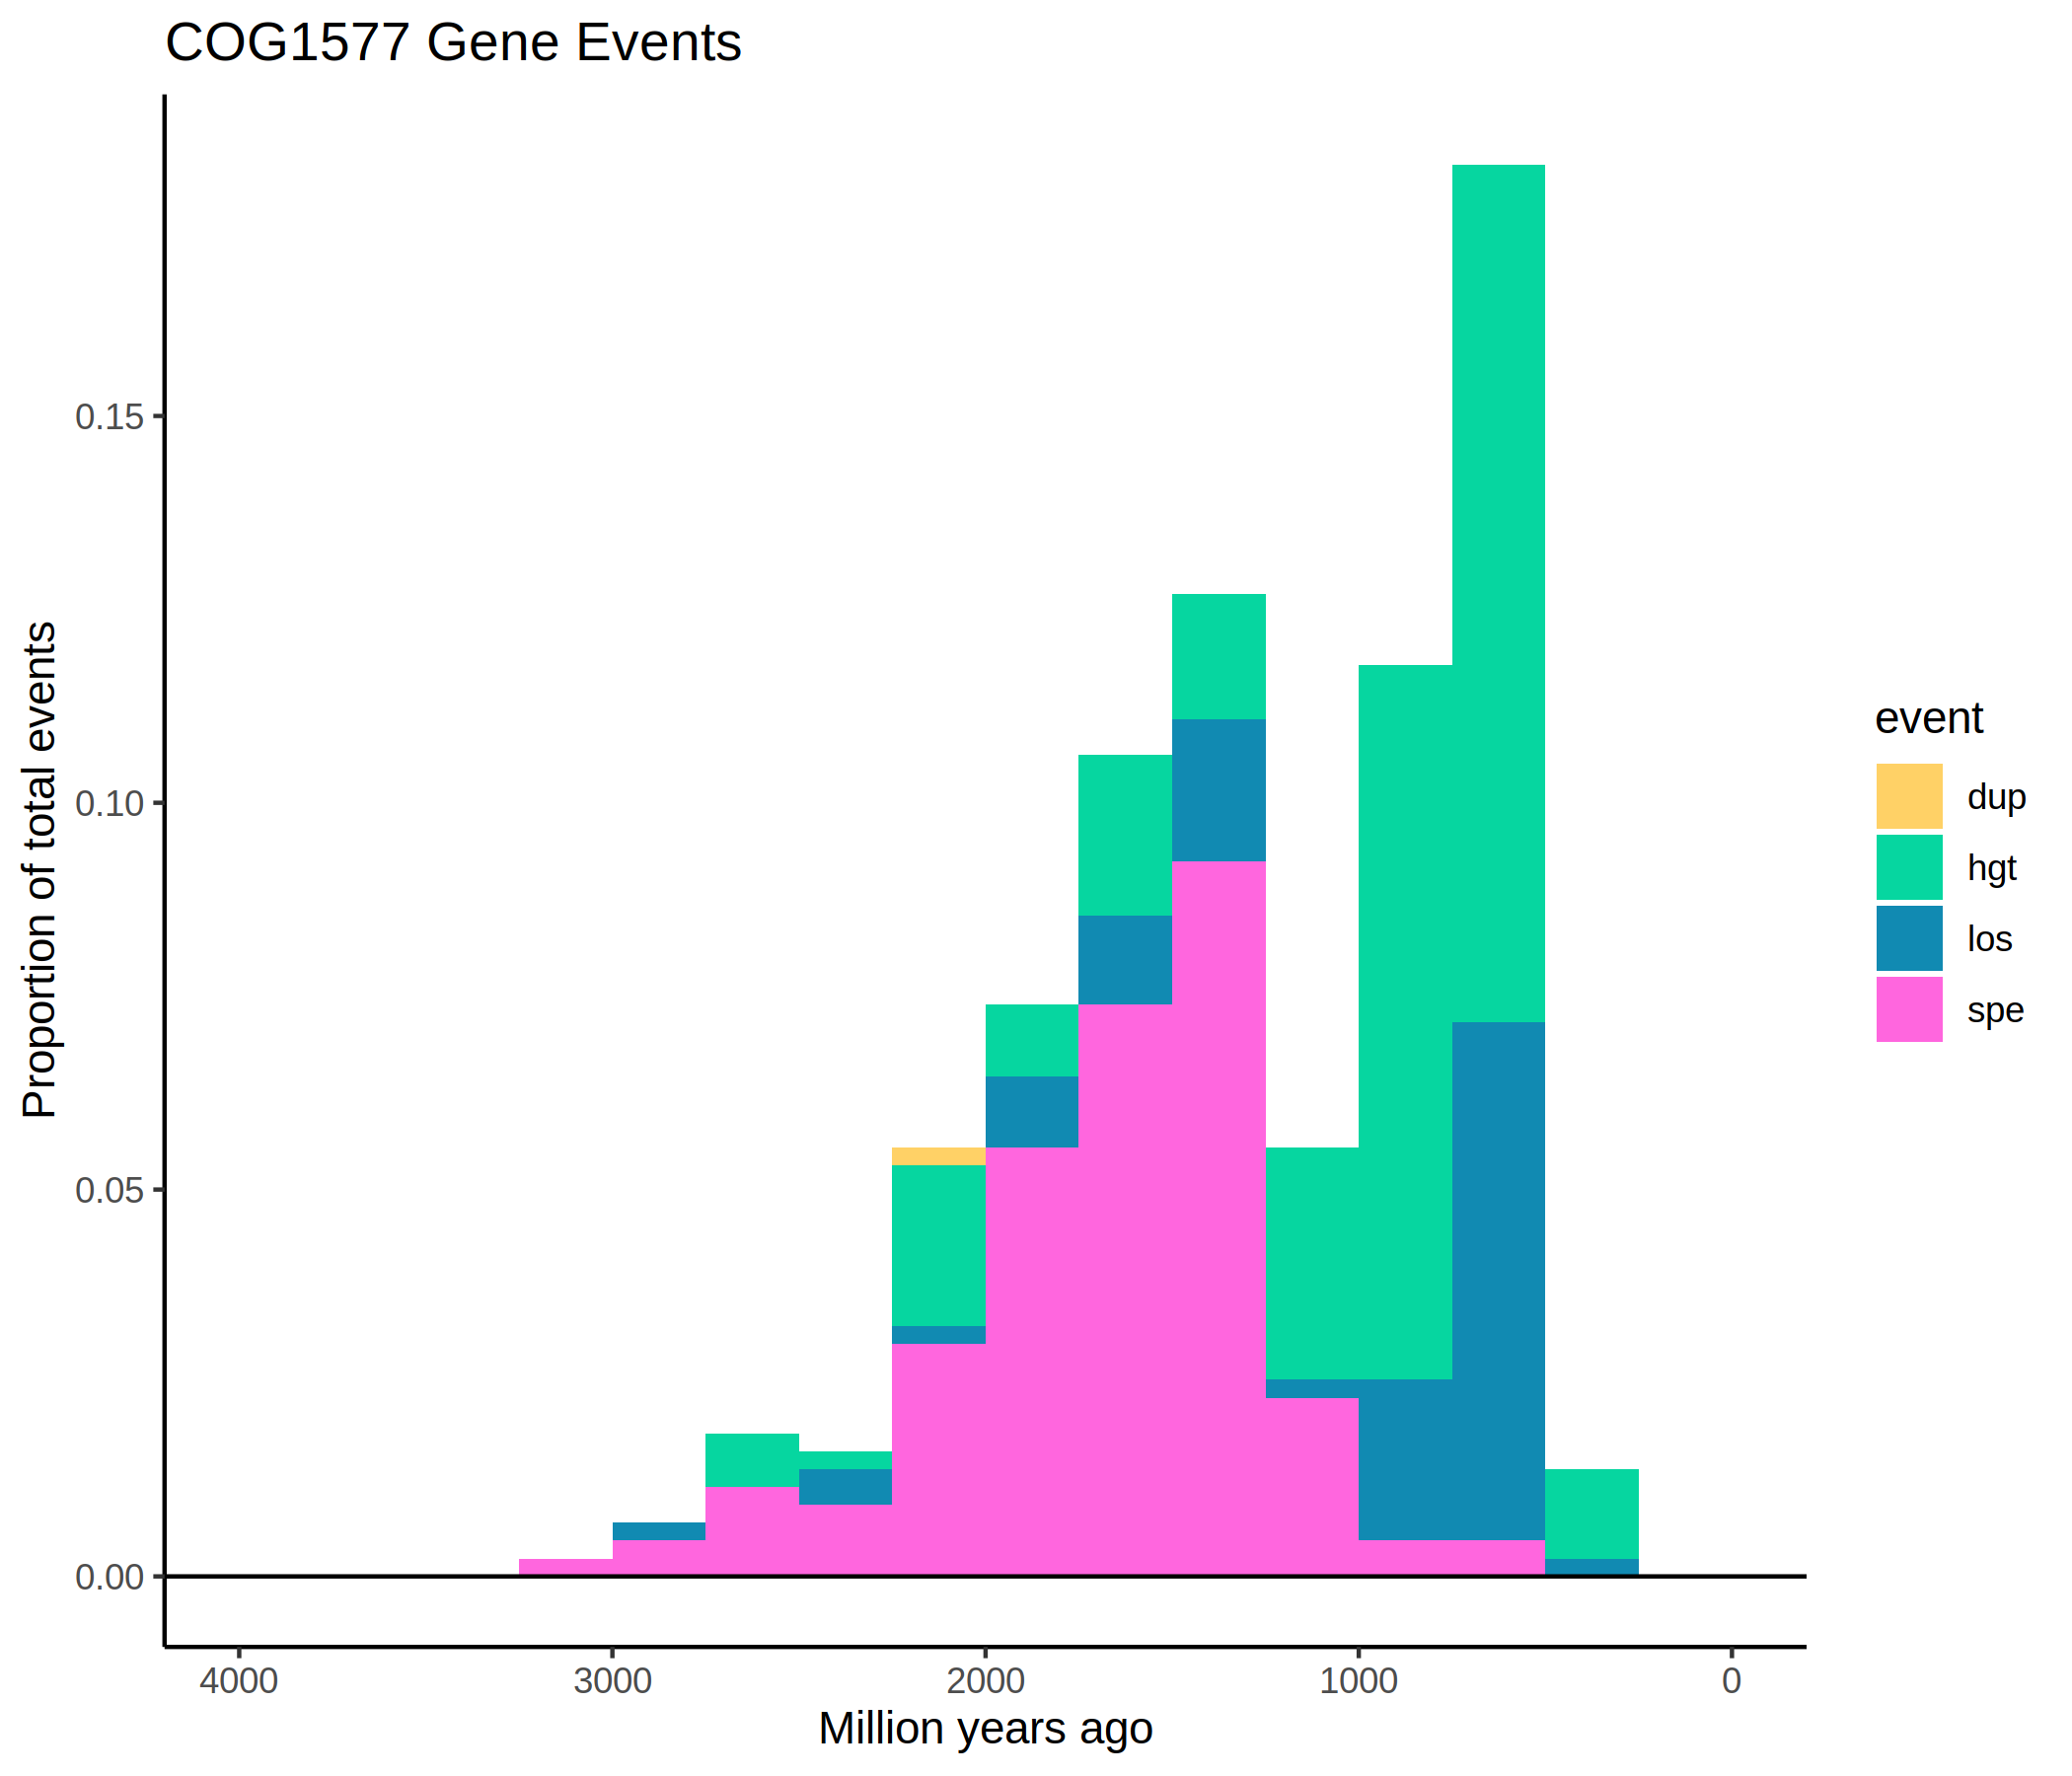 COG1577 Gene Events
Proportion of total events
0.15
0.10
0.05
0.00
4000 3000 2000 1000 0
Million years ago
event
dup
hgt
los
spe